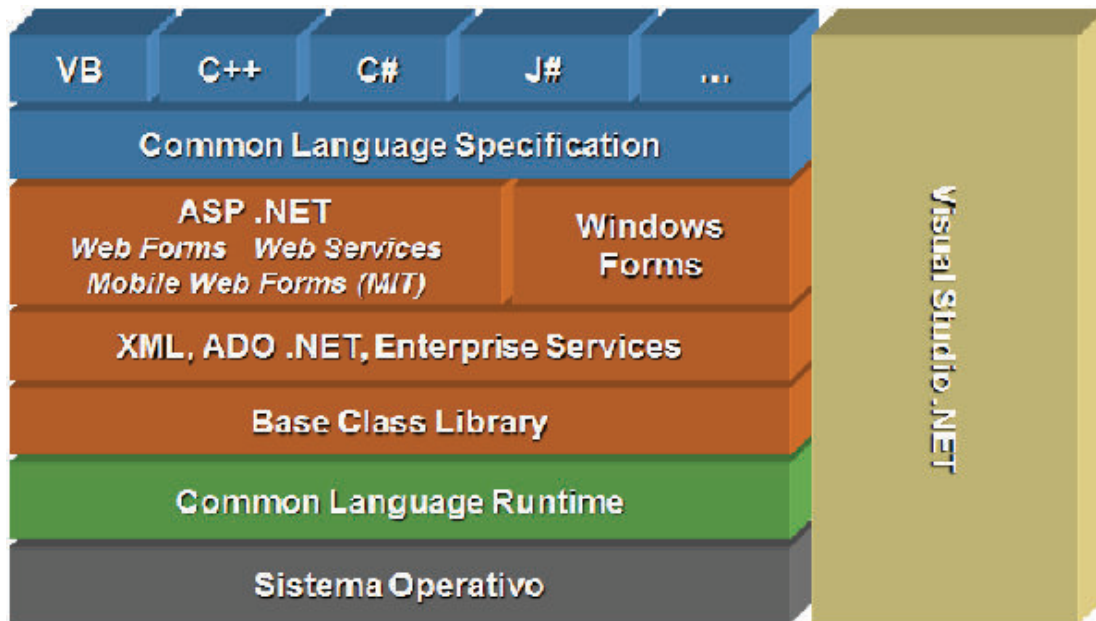 VB C++ C# J# ...
Common Language Specification
ASP .NET
Web Forms Web Services
Mobile Web Forms (MIT)
Windows
Forms
XML, ADO .NET, Enterprise Services
Base Class Library
Common Language Runtime
Sistema Operativo
Visual Studio.NET